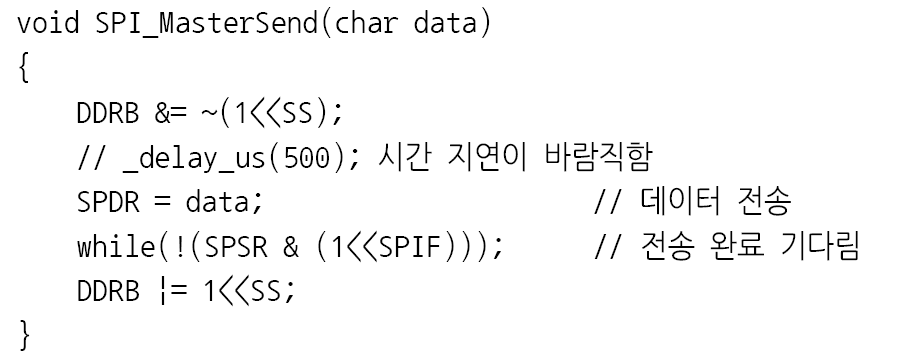 void SPI_MasterSend(char data)
{
DDRB &= ~(1<<SS);
// _delay_us(500); 시간 지연이 바람직함
SPDR = data; // 데이터 전송
while(!(SPSR & (1<<SPIF))); // 전송 완료 기다림
DDRB |= 1<<SS;
}